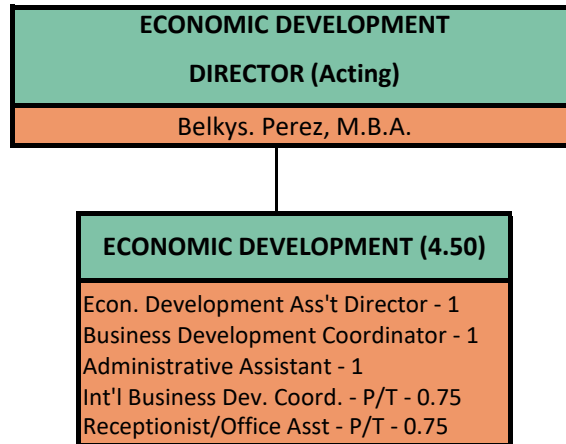 ECONOMIC DEVELOPMENT
DIRECTOR (Acting)
Belkys. Perez, M.B.A.
ECONOMIC DEVELOPMENT (4.50)
Econ. Development Ass't Director - 1
Business Development Coordinator - 1
Administrative Assistant - 1
Int'l Business Dev. Coord. - P/T - 0.75
Receptionist/Office Asst - P/T - 0.75